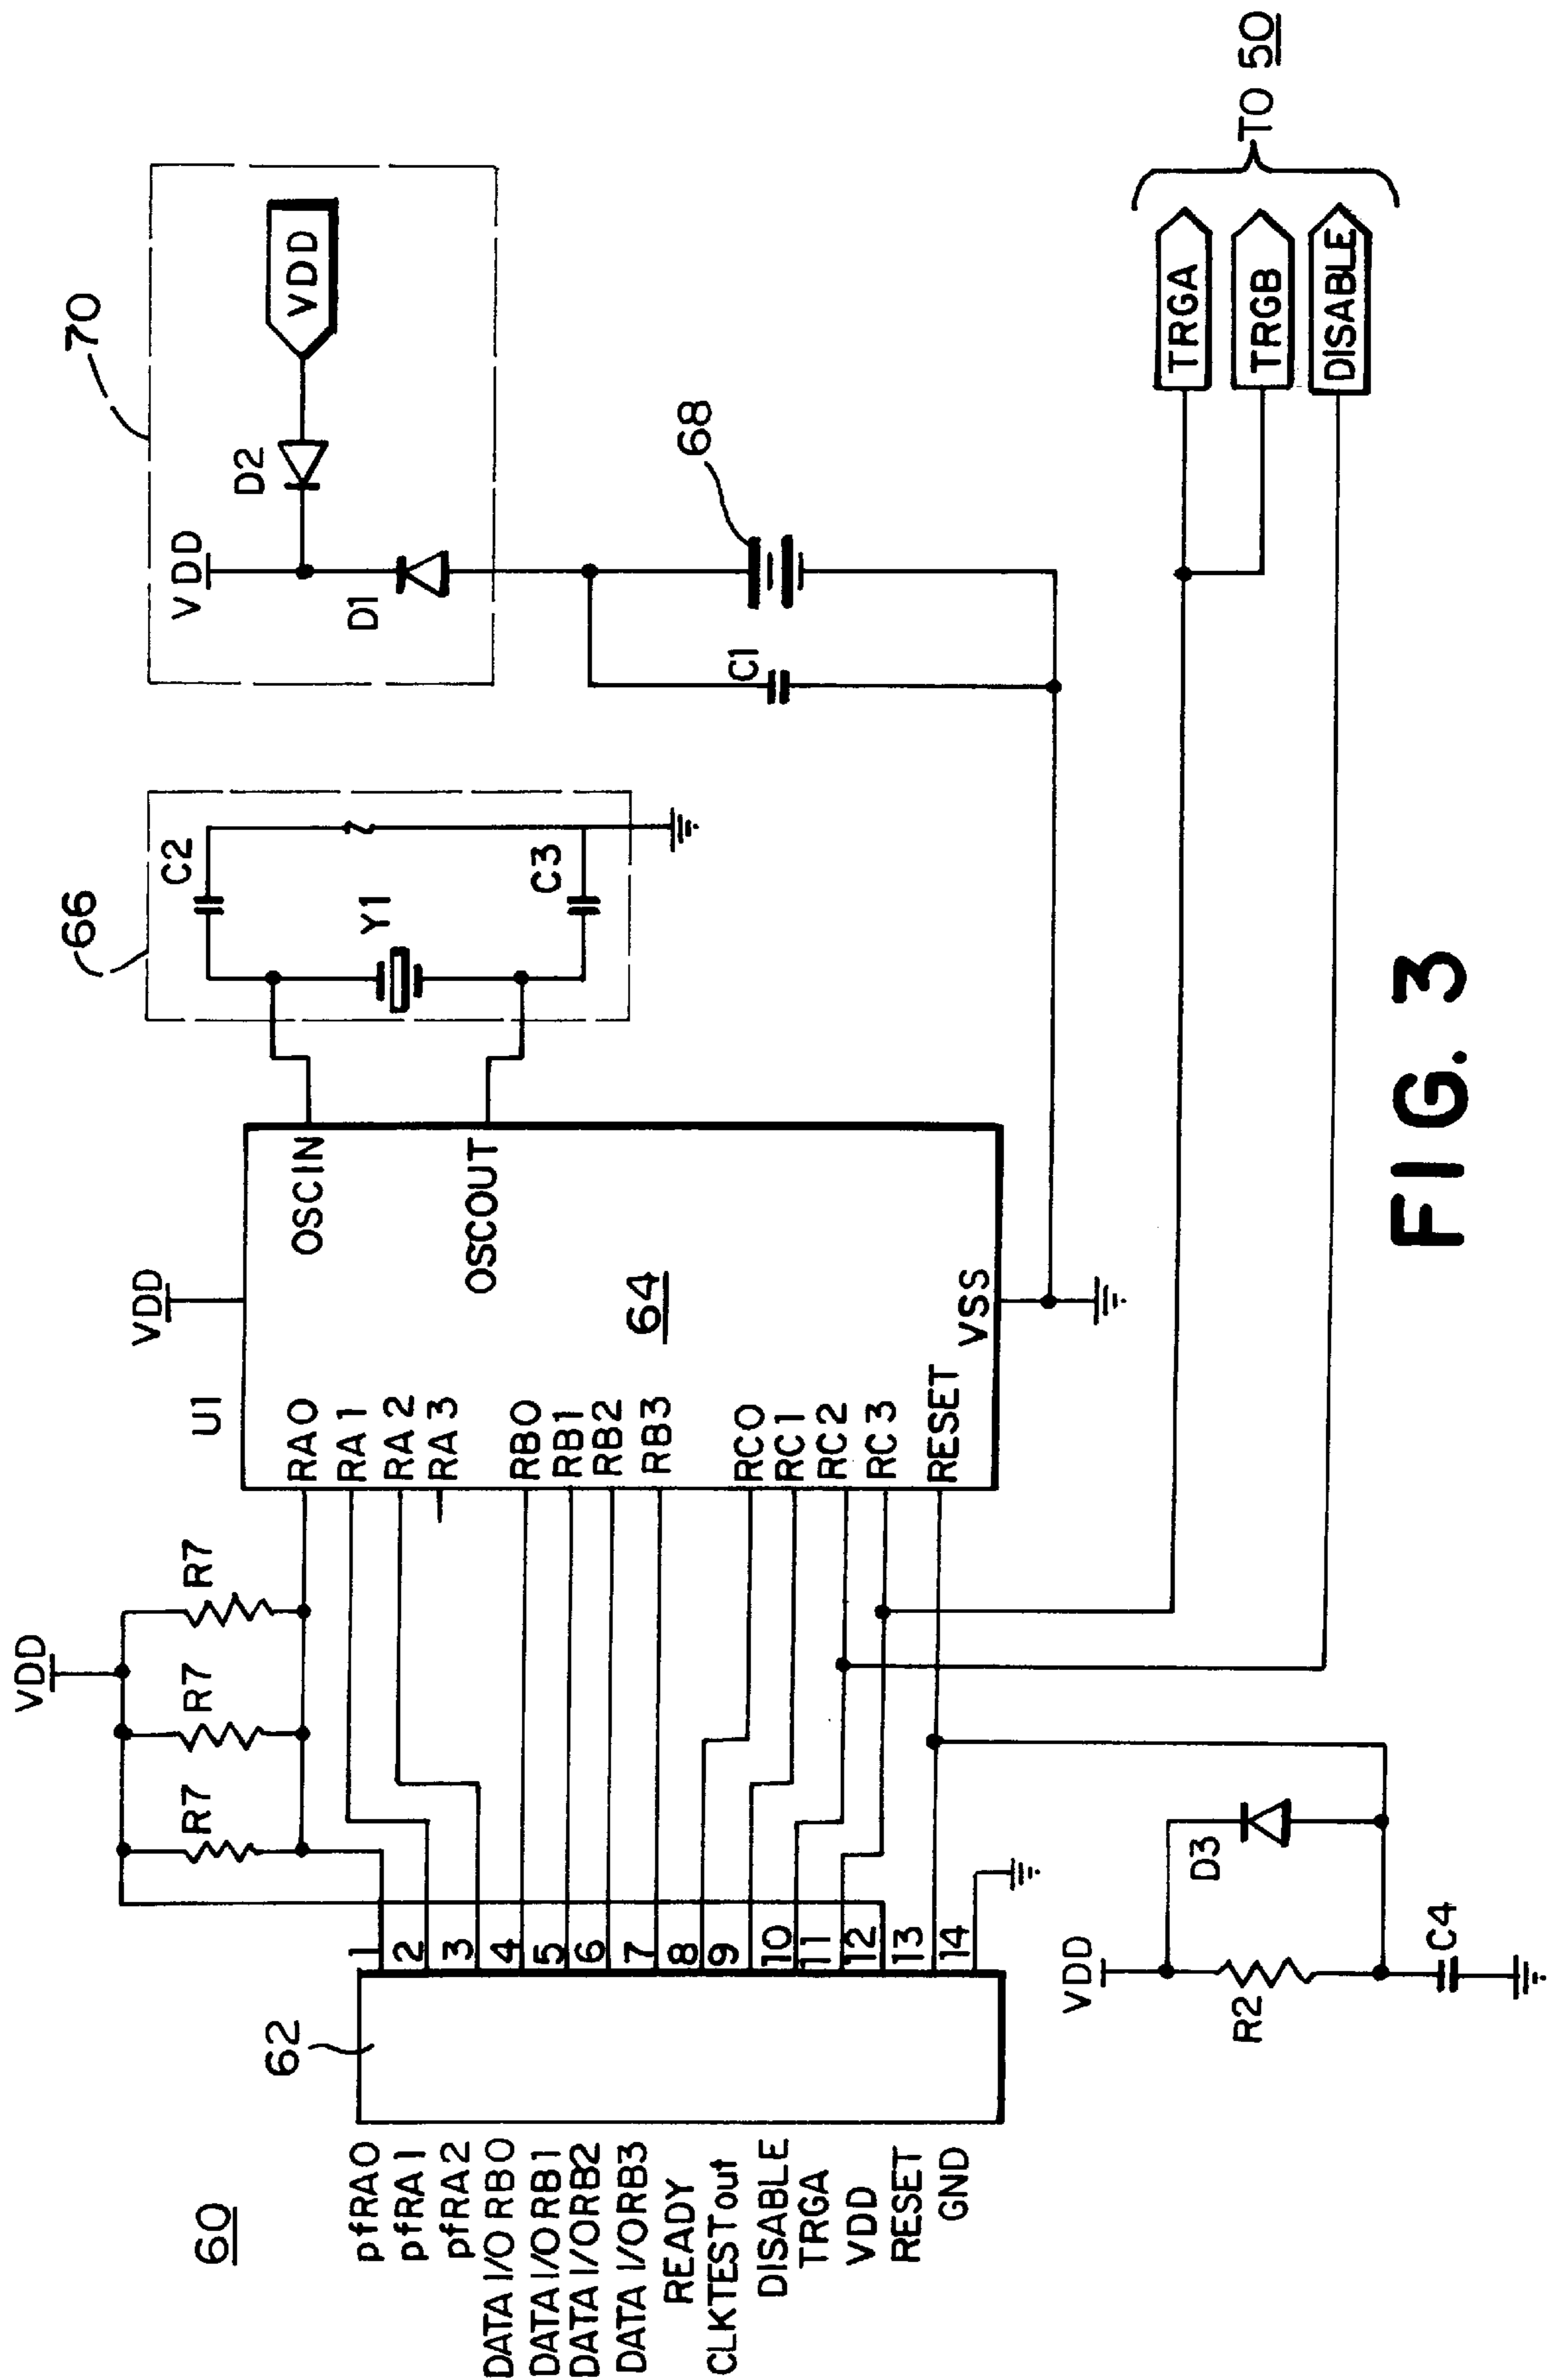 60
62
pfRA0
pfRA1
pfRA2
DATA I/O RB0
DATA I/ORB1
DATA I/ORB2
DATA I/ORB3
READY
CLKTESTout
DISABLE
TRGA
VDD
RESET
GND
1
2
3
4
5
6
7
8
9
10
11
12
13
14
VDD
R7
R7
R7
VDD
R2
D3
C4
U1
VDD
RA0
RA1
RA2
RA3
RB0
RB1
RB2
RB3
RC0
RC1
RC2
RC3
RESET
64
OSCIN
OSCOUT
VSS
66
C2
Y1
C3
70
VDD
D2
VDD
D1
C1
68
TRGA
TRGB
DISABLE
TO 50
FIG. 3